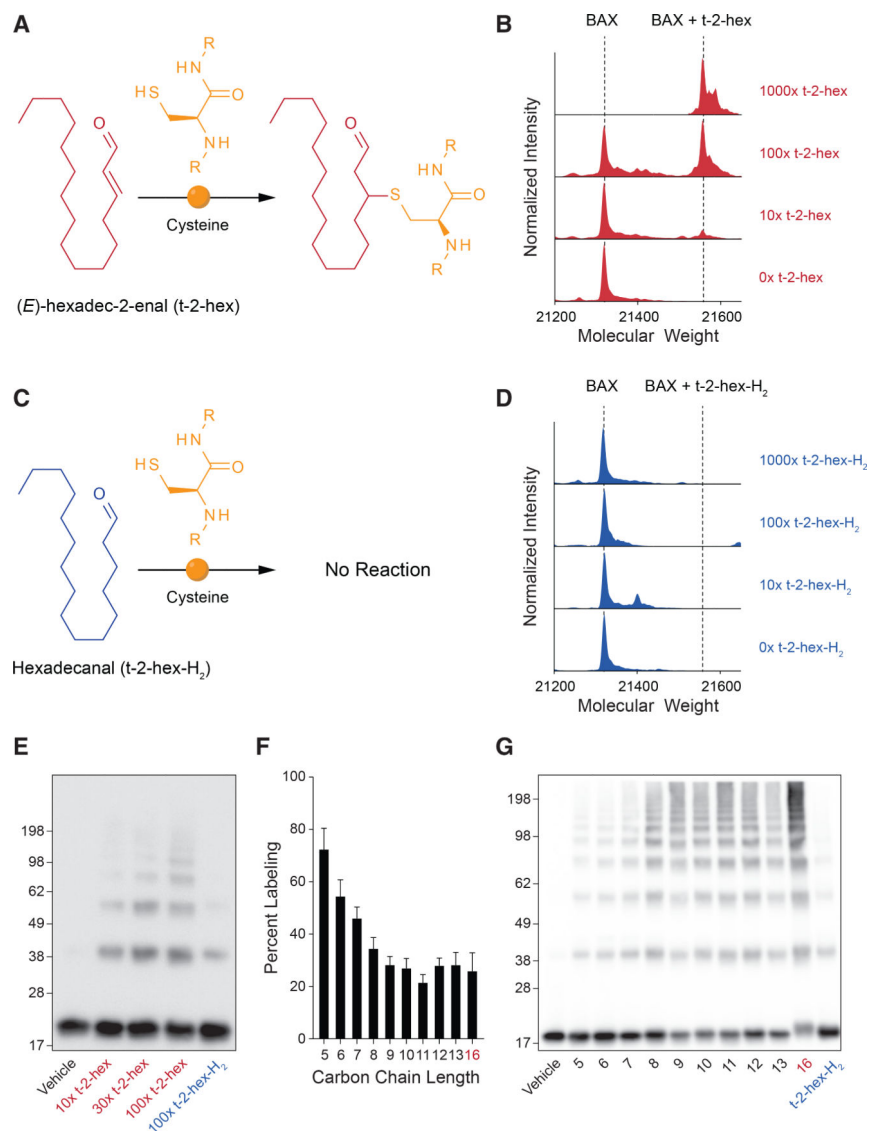 A
R
HN
HS
O
NH
R
O
Cysteine
O
R
HN
S
O
NH
R
(E)-hexadec-2-enal (t-2-hex)
B
BAX BAX + t-2-hex
Normalized Intensity
1000x t-2-hex
100x t-2-hex
10x t-2-hex
0x t-2-hex
21200 21400 21600
Molecular Weight
C
R
HN
HS
O
NH
R
O
Cysteine
No Reaction
Hexadecanal (t-2-hex-H₂)
D
BAX BAX + t-2-hex-H₂
Normalized Intensity
1000x t-2-hex-H₂
100x t-2-hex-H₂
10x t-2-hex-H₂
0x t-2-hex-H₂
21200 21400 21600
Molecular Weight
E
198
98
62
49
38
28
17
Vehicle
10x t-2-hex
30x t-2-hex
100x t-2-hex
100x t-2-hex-H₂
F
Percent Labeling
100
80
60
40
20
0
5 6 7 8 9 10 11 12 13 16
Carbon Chain Length
G
198
98
62
49
38
28
17
Vehicle 5 6 7 8 9 10 11 12 13 16 t-2-hex-H₂